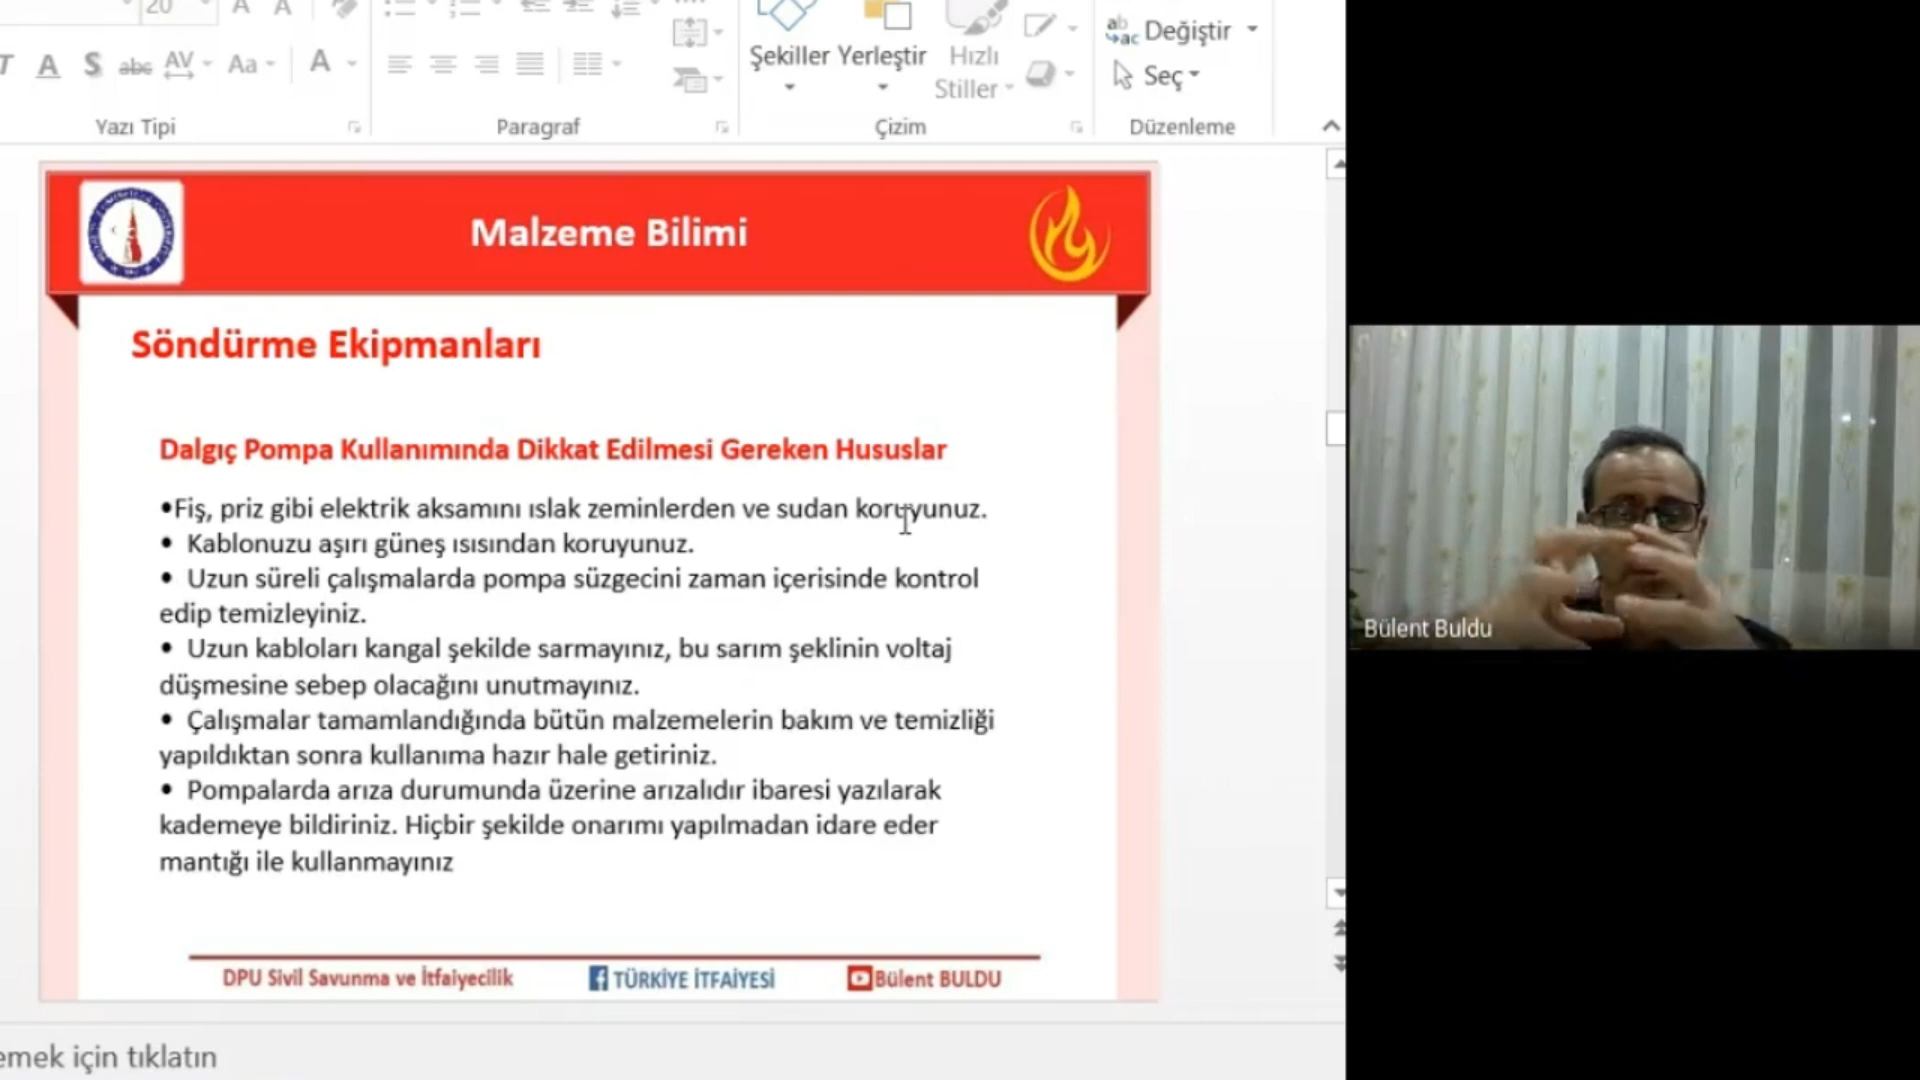 20
Değiştir
Şekiller Yerleştir Hızlı
Stiller
Seç
Yazı Tipi
Paragraf
Çizim
Düzenleme
Malzeme Bilimi
Söndürme Ekipmanları
Dalgıç Pompa Kullanımında Dikkat Edilmesi Gereken Hususlar
•Fiş, priz gibi elektrik aksamını ıslak zeminlerden ve sudan koruyunuz.
• Kablonuzu aşırı güneş ısısından koruyunuz.
• Uzun süreli çalışmalarda pompa süzgecini zaman içerisinde kontrol
edip temizleyiniz.
• Uzun kabloları kangal şekilde sarmayınız, bu sarım şeklinin voltaj
düşmesine sebep olacağını unutmayınız.
• Çalışmalar tamamlandığında bütün malzemelerin bakım ve temizliği
yapıldıktan sonra kullanıma hazır hale getiriniz.
• Pompalarda arıza durumunda üzerine arızalıdır ibaresi yazılarak
kademeye bildiriniz. Hiçbir şekilde onarımı yapılmadan idare eder
mantığı ile kullanmayınız
DPU Sivil Savunma ve İtfaiyecilik
TÜRKİYE İTFAİYESİ
Bülent BULDU
emek için tıklatın
Bülent Buldu